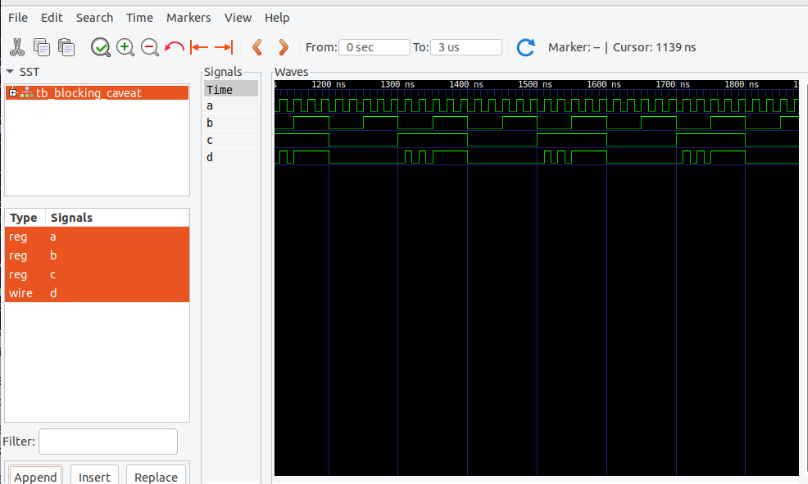 File Edit Search Time Markers View Help
From: 0 sec To: 3 us Marker: -- | Cursor: 1139 ns
SST
tb_blocking_caveat
Type Signals
reg a
reg b
reg c
wire d
Filter:
Append Insert Replace
Signals
Time
a
b
c
d
Waves
s 1200 ns 1300 ns 1400 ns 1500 ns 1600 ns 1700 ns 1800 ns 1